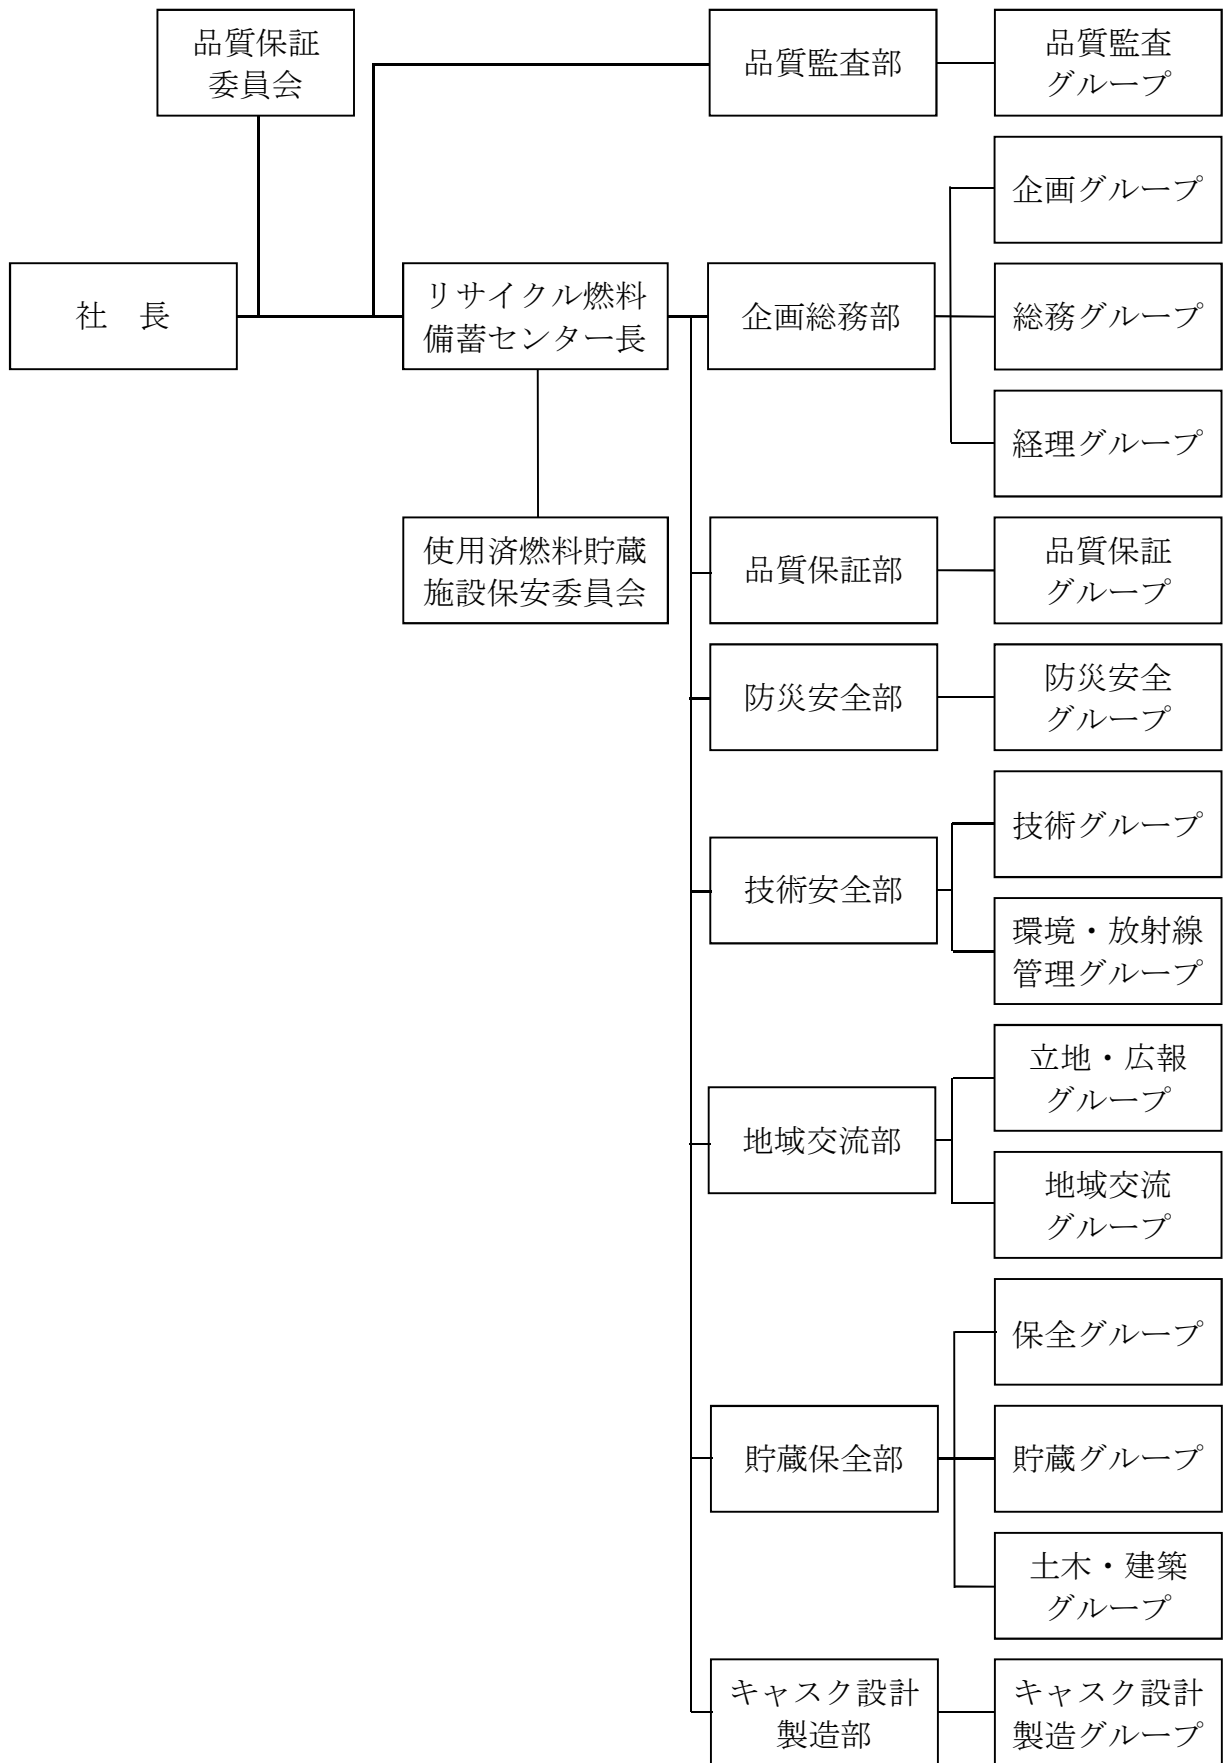 品質保証
委員会
品質監査部
品質監査
グループ
企画グループ
社　長
リサイクル燃料
備蓄センター長
企画総務部
総務グループ
経理グループ
使用済燃料貯蔵
施設保安委員会
品質保証部
品質保証
グループ
防災安全部
防災安全
グループ
技術グループ
技術安全部
環境・放射線
管理グループ
立地・広報
グループ
地域交流部
地域交流
グループ
保全グループ
貯蔵保全部
貯蔵グループ
土木・建築
グループ
キャスク設計
製造部
キャスク設計
製造グループ